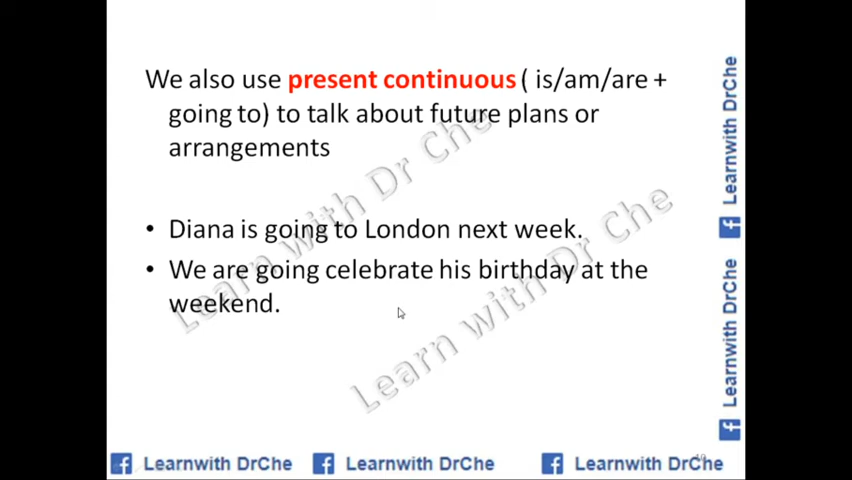 We also use present continuous ( is/am/are +
going to) to talk about future plans or
arrangements
• Diana is going to London next week.
• We are going celebrate his birthday at the
weekend.
Learn with Dr Che
Learn with Dr Che
Learnwith DrChe
Learnwith DrChe
Learnwith DrChe
Learnwith DrChe
Learnwith DrChe